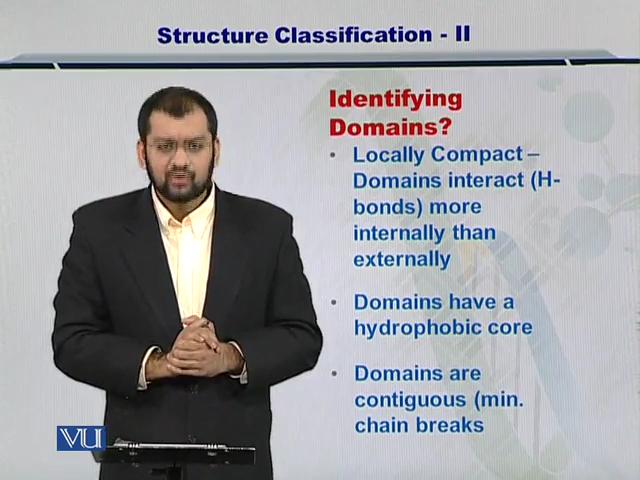 Structure Classification - II
Identifying
Domains?
• Locally Compact –
Domains interact (H-
bonds) more
internally than
externally
• Domains have a
hydrophobic core
• Domains are
contiguous (min.
chain breaks
VU